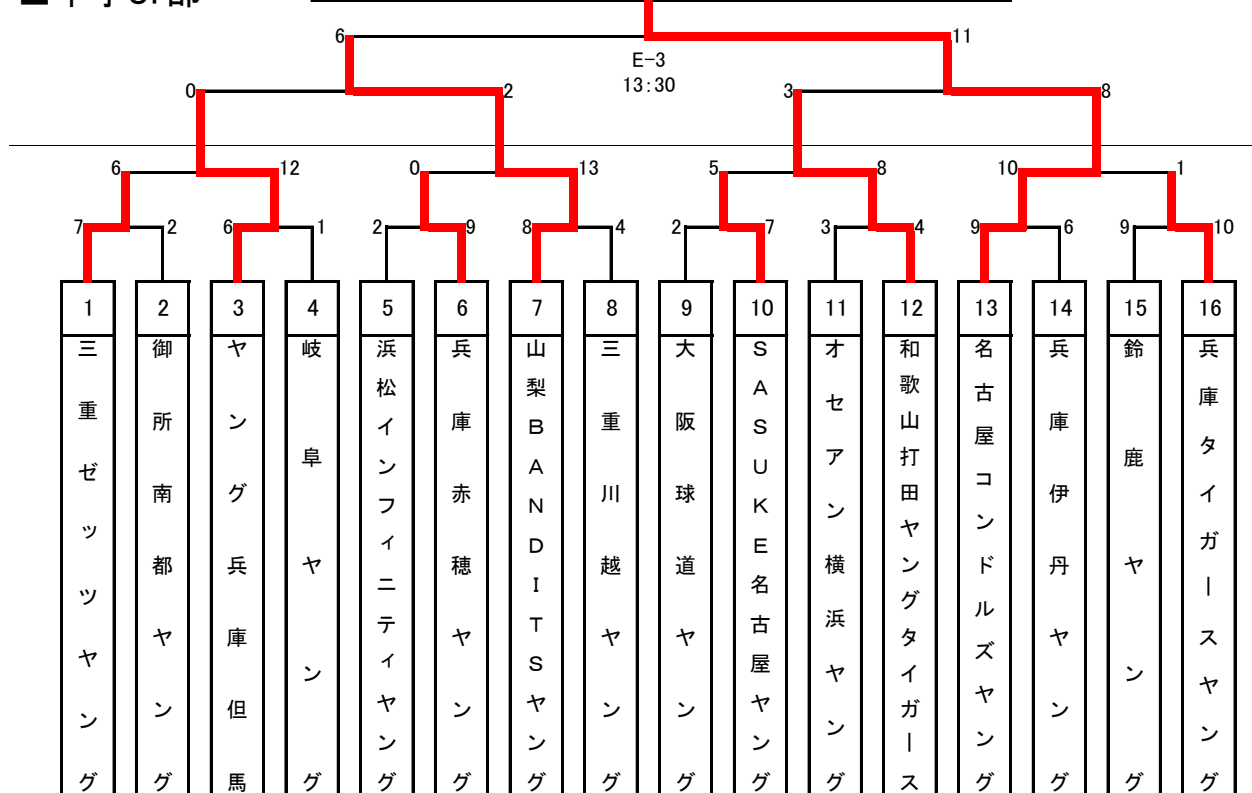 6 11
E-3
13:30
0 2 3 8
6 12 0 13 5 8 10 1
7 2 6 1 2 9 8 4 2 7 3 4 9 6 9 10
1 2 3 4 5 6 7 8 9 10 11 12 13 14 15 16
三重ゼッツヤング
御所南都ヤング
ヤング兵庫但馬
岐阜ヤング
浜松インフィニティヤング
兵庫赤穂ヤング
山梨BANDITSヤング
三重川越ヤング
大阪球道ヤング
SASUKE名古屋ヤング
オセアン横浜ヤング
和歌山打田ヤングタイガース
名古屋コンドルズヤング
兵庫伊丹ヤング
鈴鹿ヤング
兵庫タイガースヤング